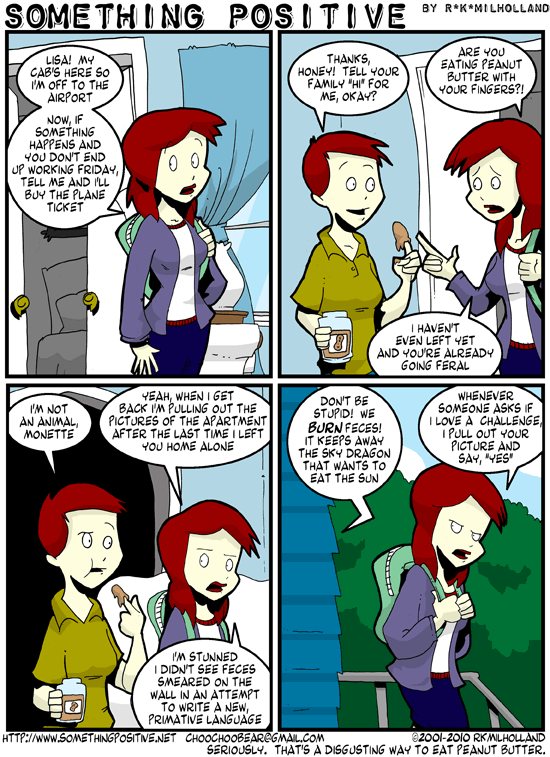 SOMETHING POSITIVE
BY R*K*MILHOLLAND
LISA! MY
CAB'S HERE SO
I'M OFF TO THE
AIRPORT
NOW, IF
SOMETHING
HAPPENS AND
YOU DON'T END
UP WORKING FRIDAY,
TELL ME AND I'LL
BUY THE PLANE
TICKET
THANKS,
HONEY! TELL YOUR
FAMILY "HI" FOR
ME, OKAY?
ARE YOU
EATING PEANUT
BUTTER WITH
YOUR FINGERS?!
I HAVEN'T
EVEN LEFT YET
AND YOU'RE ALREADY
GOING FERAL
I'M NOT
AN ANIMAL,
MONETTE
YEAH, WHEN I GET
BACK I'M PULLING OUT THE
PICTURES OF THE APARTMENT
AFTER THE LAST TIME I LEFT
YOU HOME ALONE
I'M STUNNED
I DIDN'T SEE FECES
SMEARED ON THE
WALL IN AN ATTEMPT
TO WRITE A NEW,
PRIMATIVE LANGUAGE
DON'T BE
STUPID! WE
BURN FECES!
IT KEEPS AWAY
THE SKY DRAGON
THAT WANTS TO
EAT THE SUN
WHENEVER
SOMEONE ASKS IF
I LOVE A CHALLENGE,
I PULL OUT YOUR
PICTURE AND
SAY, "YES"
HTTP://WWW.SOMETHINGPOSITIVE.NET CHOOCHOOBEAR@GMAIL.COM
©2001-2010 RKMILHOLLAND
SERIOUSLY. THAT'S A DISGUSTING WAY TO EAT PEANUT BUTTER.